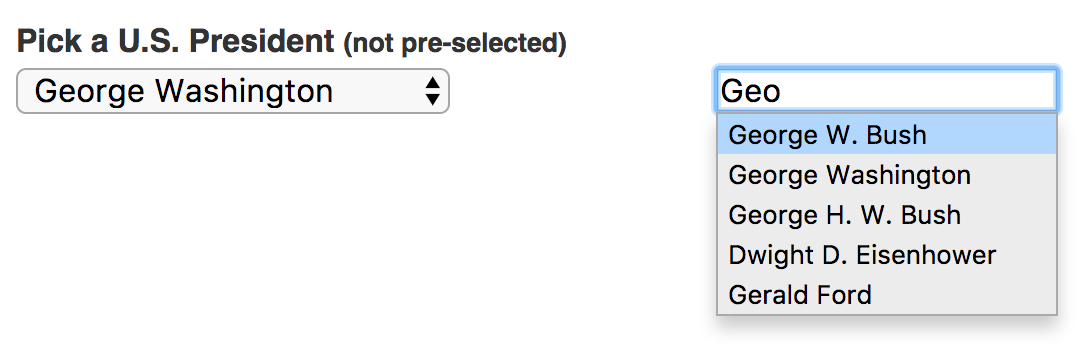 Pick a U.S. President (not pre-selected)
George Washington
Geo
George W. Bush
George Washington
George H. W. Bush
Dwight D. Eisenhower
Gerald Ford